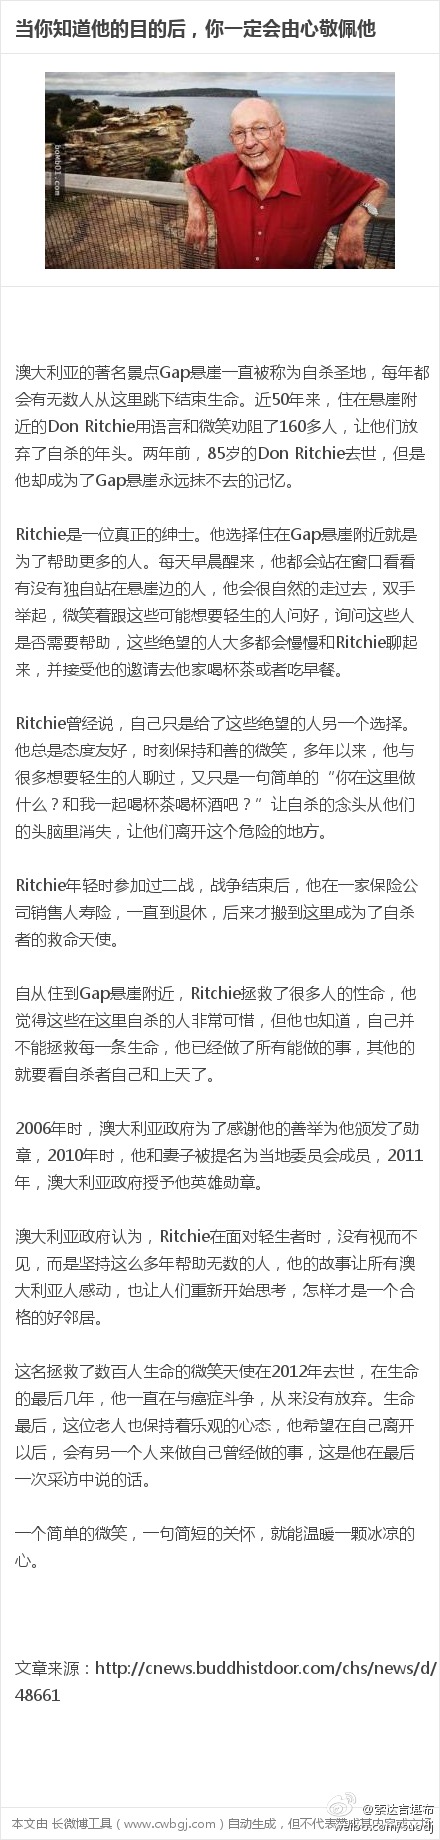 当你知道他的目的后，你一定会由心敬佩他
bomb01.com
澳大利亚的著名景点Gap悬崖一直被称为自杀圣地，每年都
会有无数人从这里跳下结束生命。近50年来，住在悬崖附
近的Don Ritchie用语言和微笑劝阻了160多人，让他们放
弃了自杀的年头。两年前，85岁的Don Ritchie去世，但是
他却成为了Gap悬崖永远抹不去的记忆。
Ritchie是一位真正的绅士。他选择住在Gap悬崖附近就是
为了帮助更多的人。每天早晨醒来，他都会站在窗口看看
有没有独自站在悬崖边的人，他会很自然的走过去，双手
举起，微笑着跟这些可能想要轻生的人问好，询问这些人
是否需要帮助，这些绝望的人大多都会慢慢和Ritchie聊起
来，并接受他的邀请去他家喝杯茶或者吃早餐。
Ritchie曾经说，自己只是给了这些绝望的人另一个选择。
他总是态度友好，时刻保持和善的微笑，多年以来，他与
很多想要轻生的人聊过，又只是一句简单的“你在这里做
什么？和我一起喝杯茶喝杯酒吧？”让自杀的念头从他们
的头脑里消失，让他们离开这个危险的地方。
Ritchie年轻时参加过二战，战争结束后，他在一家保险公
司销售人寿险，一直到退休，后来才搬到这里成为了自杀
者的救命天使。
自从住到Gap悬崖附近，Ritchie拯救了很多人的性命，他
觉得这些在这里自杀的人非常可惜，但他也知道，自己并
不能拯救每一条生命，他已经做了所有能做的事，其他的
就要看自杀者自己和上天了。
2006年时，澳大利亚政府为了感谢他的善举为他颁发了勋
章，2010年时，他和妻子被提名为当地委员会成员，2011
年，澳大利亚政府授予他英雄勋章。
澳大利亚政府认为，Ritchie在面对轻生者时，没有视而不
见，而是坚持这么多年帮助无数的人，他的故事让所有澳
大利亚人感动，也让人们重新开始思考，怎样才是一个合
格的好邻居。
这名拯救了数百人生命的微笑天使在2012年去世，在生命
的最后几年，他一直在与癌症斗争，从来没有放弃。生命
最后，这位老人也保持着乐观的心态，他希望在自己离开
以后，会有另一个人来做自己曾经做的事，这是他在最后
一次采访中说的话。
一个简单的微笑，一句简短的关怀，就能温暖一颗冰凉的
心。
文章来源：http://cnews.buddhistdoor.com/chs/news/d/
48661
@索达吉堪布
本文由 长微博工具（www.cwbgj.com）自动生成，但不代表赞成其内容或立场
weibo.com/suodj